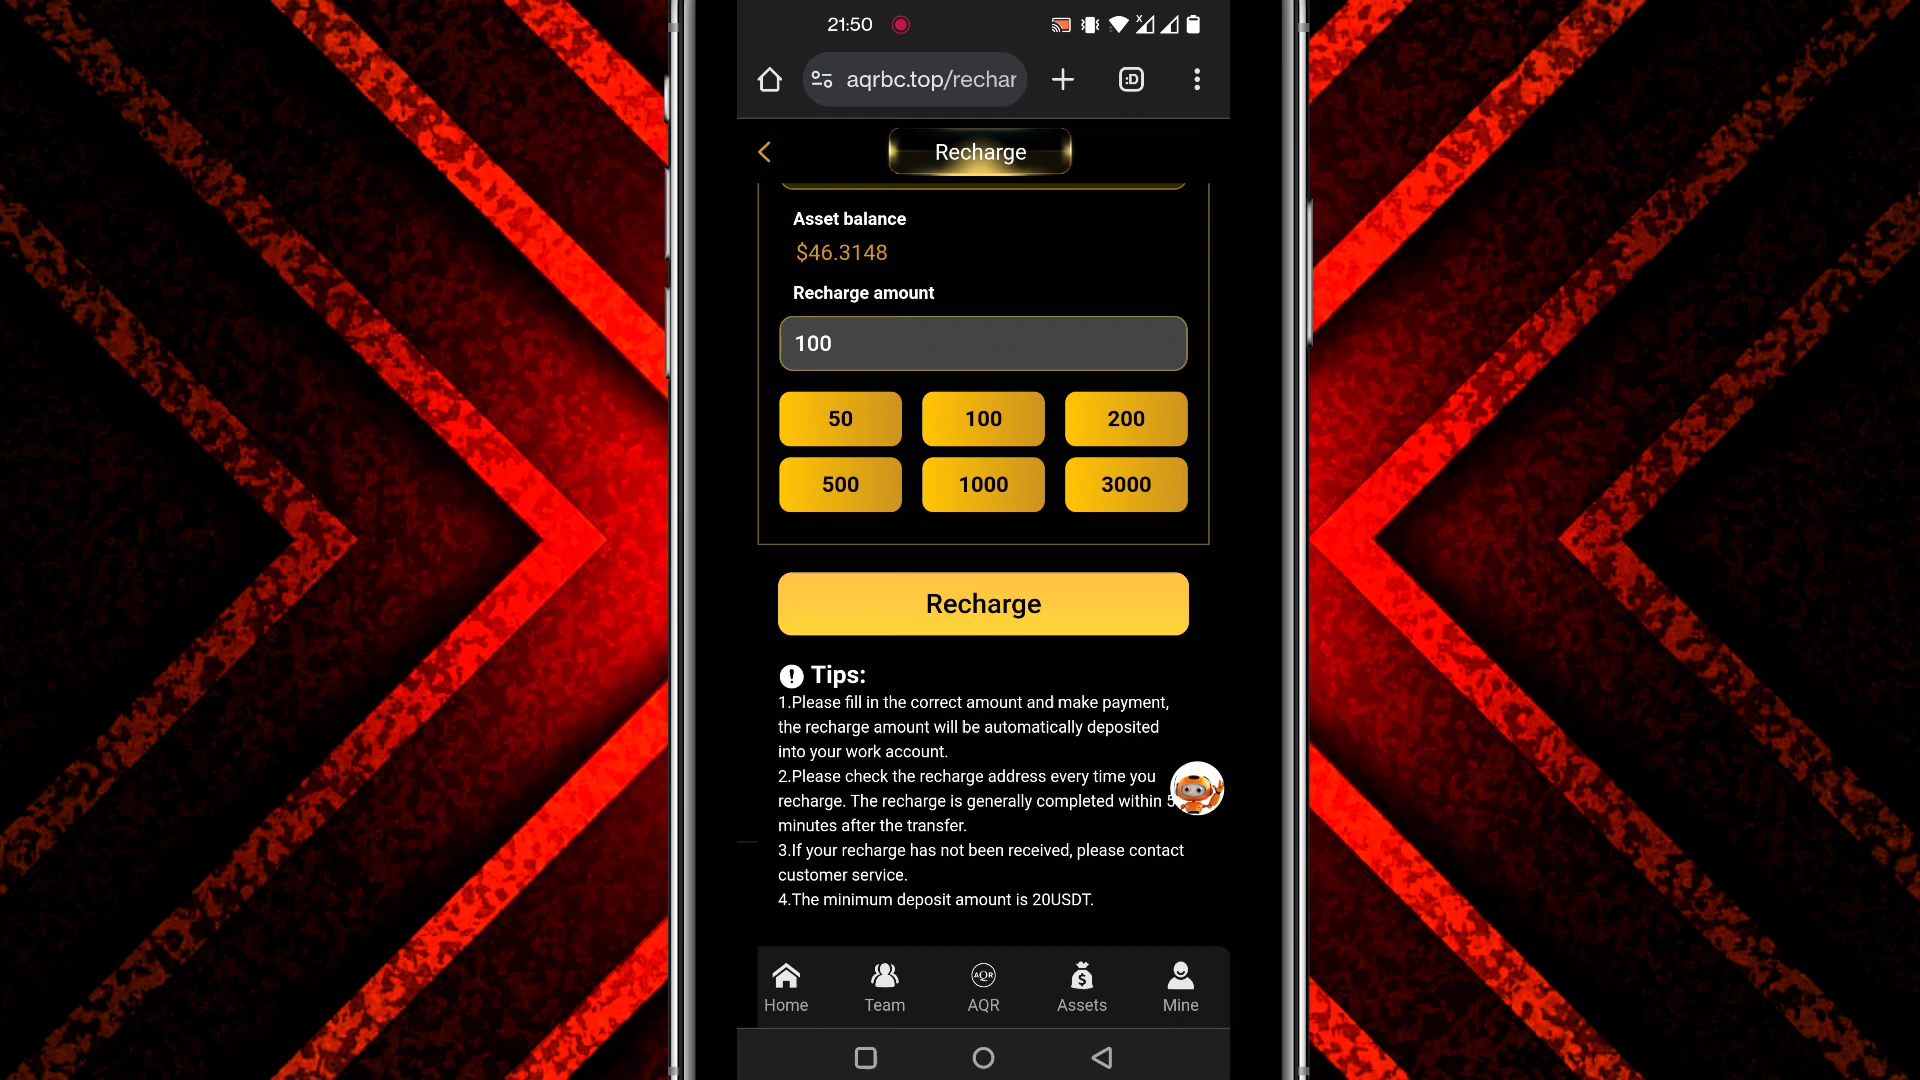 21:50
aqrbc.top/rechar
:D
Recharge
Asset balance
$46.3148
Recharge amount
100
50 100 200
500 1000 3000
Recharge
! Tips:
1.Please fill in the correct amount and make payment,
the recharge amount will be automatically deposited
into your work account.
2.Please check the recharge address every time you
recharge. The recharge is generally completed within 5
minutes after the transfer.
3.If your recharge has not been received, please contact
customer service.
4.The minimum deposit amount is 20USDT.
AQR
Home Team AQR Assets Mine